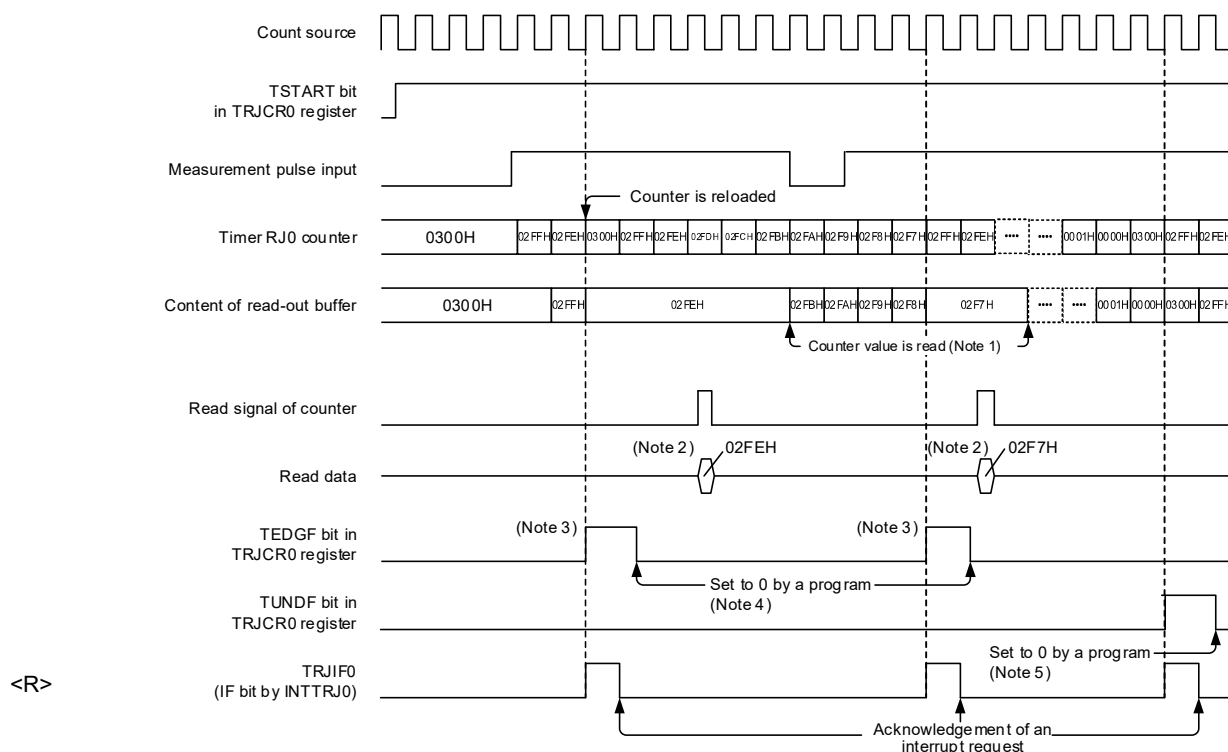 Count source
TSTART bit
in TRJCR0 register
Measurement pulse input
Counter is reloaded
Timer RJ0 counter
0300H 02FFH 02FEH 0300H 02FFH 02FEH 02FDH 02FCH 02FBH 02FAH 02F9H 02F8H 02F7H 02FFH 02FEH •••• •••• 0001H 0000H 0300H 02FFH 02FEH
Content of read-out buffer
0300H 02FFH 02FEH 02FBH 02FAH 02F9H 02F8H 02F7H •••• •••• 0001H 0000H 0300H 02FFH
Counter value is read (Note 1)
Read signal of counter
(Note 2) 02FEH (Note 2) 02F7H
Read data
TEDGF bit in
TRJCR0 register
(Note 3) (Note 3)
Set to 0 by a program
(Note 4)
TUNDF bit in
TRJCR0 register
Set to 0 by a program
(Note 5)
<R>
TRJIF0
(IF bit by INTTRJ0)
Acknowledgement of an
interrupt request